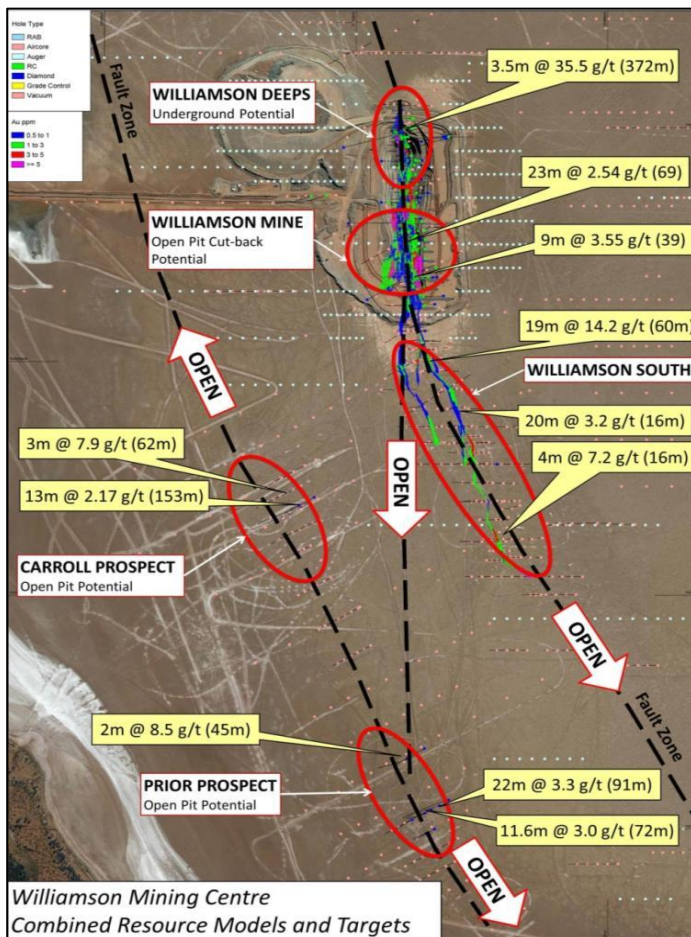 Hole Type
RAB
Aircore
Auger
RC
Diamond
Grade Control
Vacuum
Au ppm
0.5 to 1
1 to 3
3 to 5
>= 5
Fault Zone
3.5m @ 35.5 g/t (372m)
WILLIAMSON DEEPS
Underground Potential
23m @ 2.54 g/t (69)
WILLIAMSON MINE
Open Pit Cut-back
Potential
9m @ 3.55 g/t (39)
19m @ 14.2 g/t (60m)
OPEN
WILLIAMSON SOUTH
20m @ 3.2 g/t (16m)
3m @ 7.9 g/t (62m)
4m @ 7.2 g/t (16m)
OPEN
13m @ 2.17 g/t (153m)
CARROLL PROSPECT
Open Pit Potential
OPEN
Fault Zone
2m @ 8.5 g/t (45m)
PRIOR PROSPECT
Open Pit Potential
22m @ 3.3 g/t (91m)
11.6m @ 3.0 g/t (72m)
OPEN
Williamson Mining Centre
Combined Resource Models and Targets